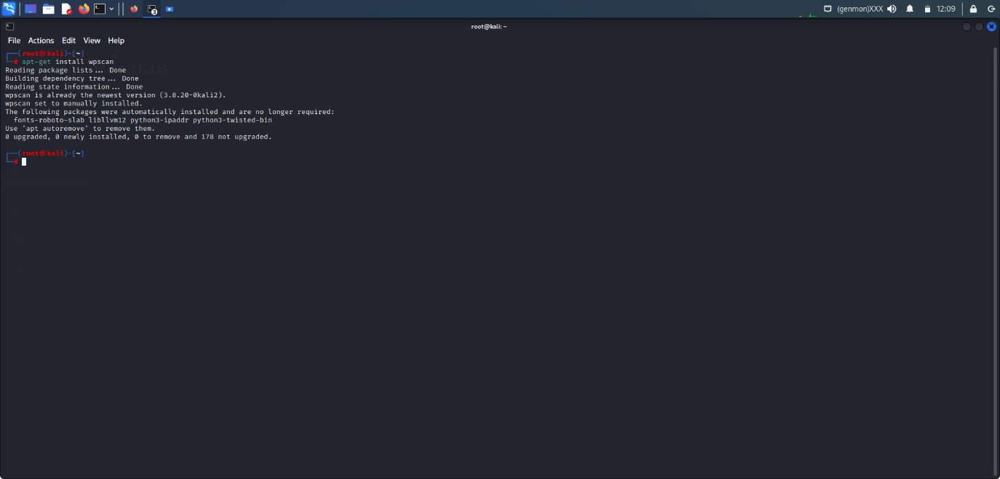 (genmon)XXX 12:09
3
root@kali: ~
File Actions Edit View Help
┌──(root㉿kali)-[~]
└─# apt-get install wpscan
Reading package lists... Done
Building dependency tree... Done
Reading state information... Done
wpscan is already the newest version (3.8.20-0kali2).
wpscan set to manually installed.
The following packages were automatically installed and are no longer required:
fonts-roboto-slab libllvm12 python3-ipaddr python3-twisted-bin
Use 'apt autoremove' to remove them.
0 upgraded, 0 newly installed, 0 to remove and 178 not upgraded.
┌──(root㉿kali)-[~]
└─#